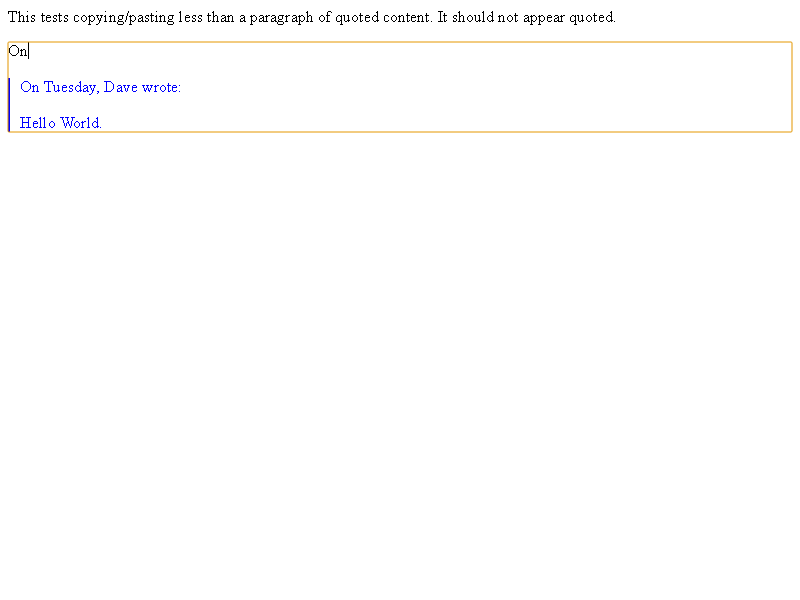 This tests copying/pasting less than a paragraph of quoted content. It should not appear quoted.
On
On Tuesday, Dave wrote:
Hello World.